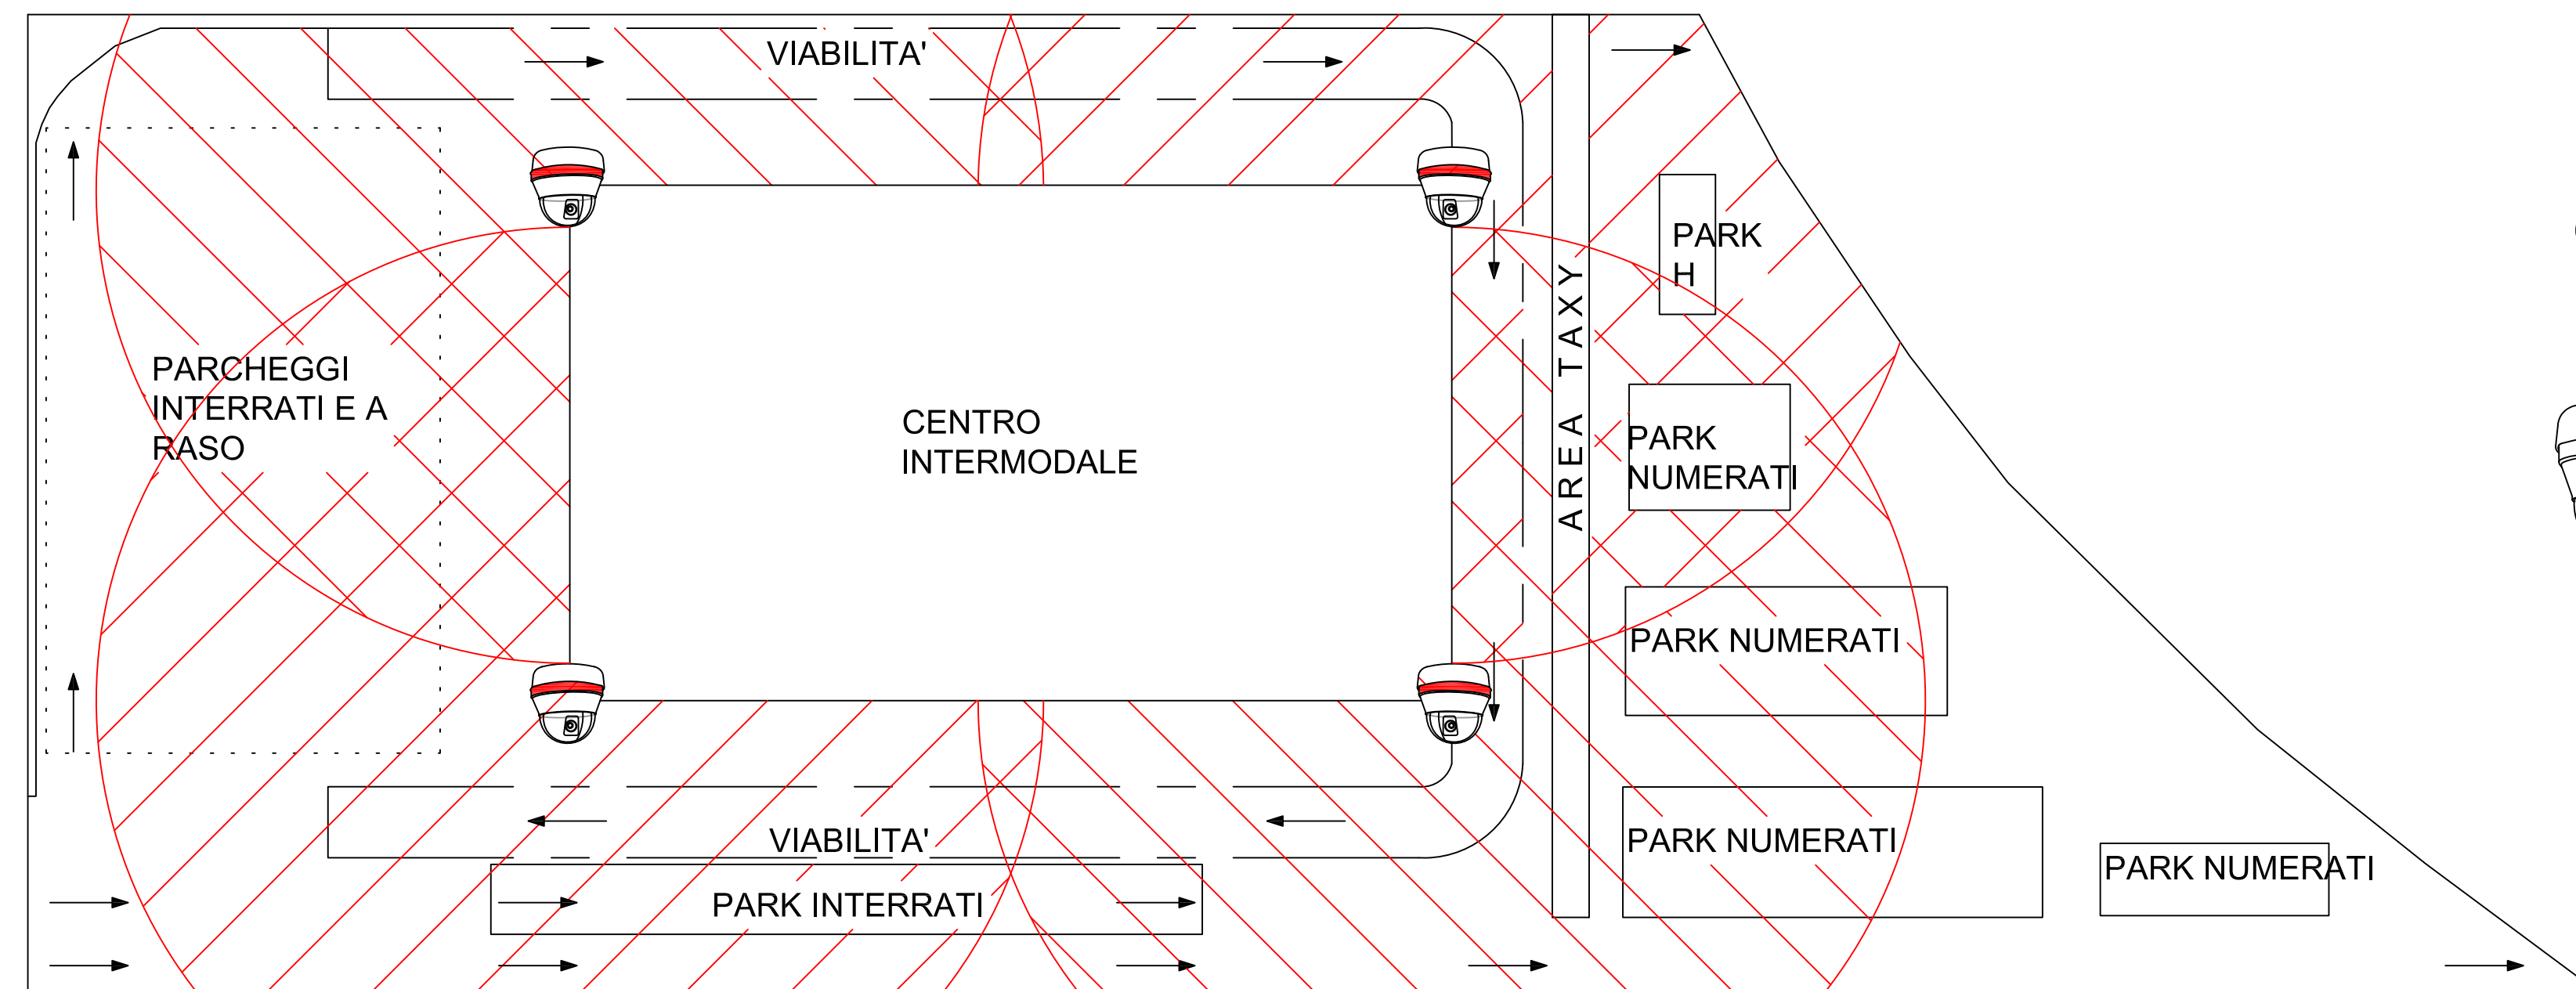 VIABILITA'
PARK
H
AREA TAXY
PARCHEGGI
INTERRATI E A
RASO
CENTRO
INTERMODALE
PARK
NUMERATI
PARK NUMERATI
VIABILITA'
PARK NUMERATI
PARK NUMERATI
PARK INTERRATI